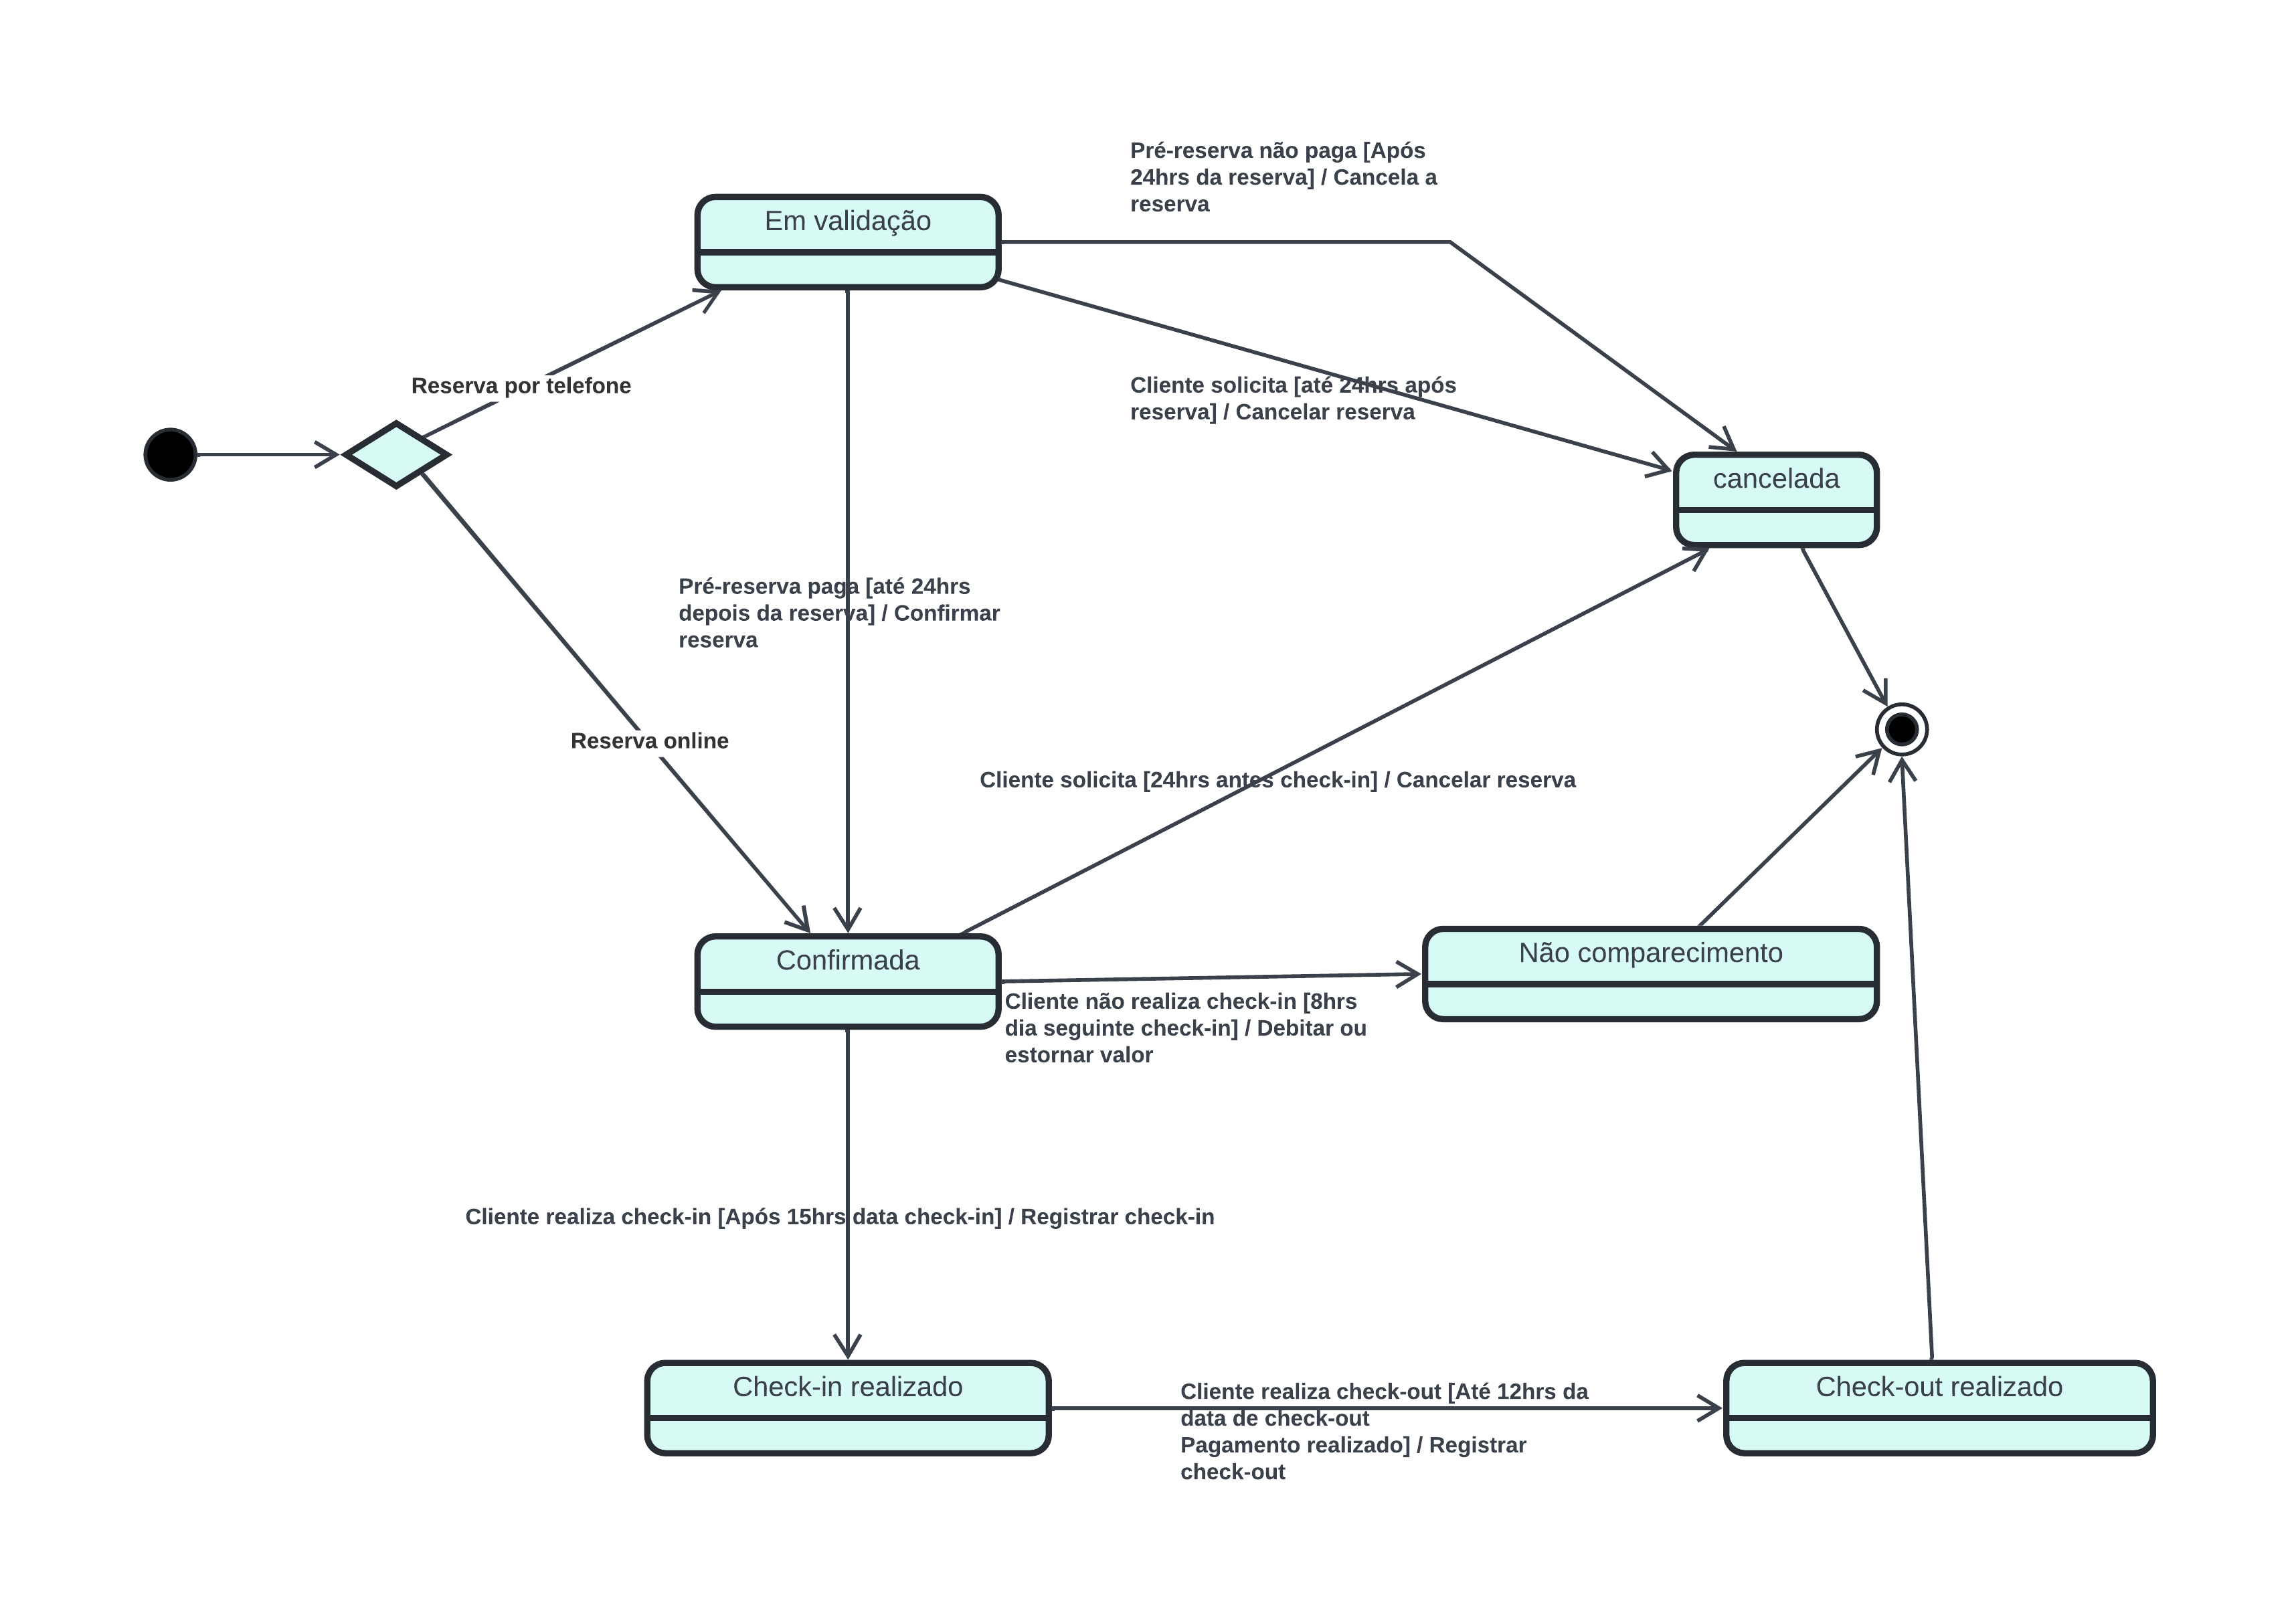 Pré-reserva não paga [Após
24hrs da reserva] / Cancela a
reserva
Em validação
Reserva por telefone
Cliente solicita [até 24hrs após
reserva] / Cancelar reserva
cancelada
Pré-reserva paga [até 24hrs
depois da reserva] / Confirmar
reserva
Reserva online
Cliente solicita [24hrs antes check-in] / Cancelar reserva
Confirmada
Não comparecimento
Cliente não realiza check-in [8hrs
dia seguinte check-in] / Debitar ou
estornar valor
Cliente realiza check-in [Após 15hrs data check-in] / Registrar check-in
Check-in realizado
Cliente realiza check-out [Até 12hrs da
data de check-out
Pagamento realizado] / Registrar
check-out
Check-out realizado